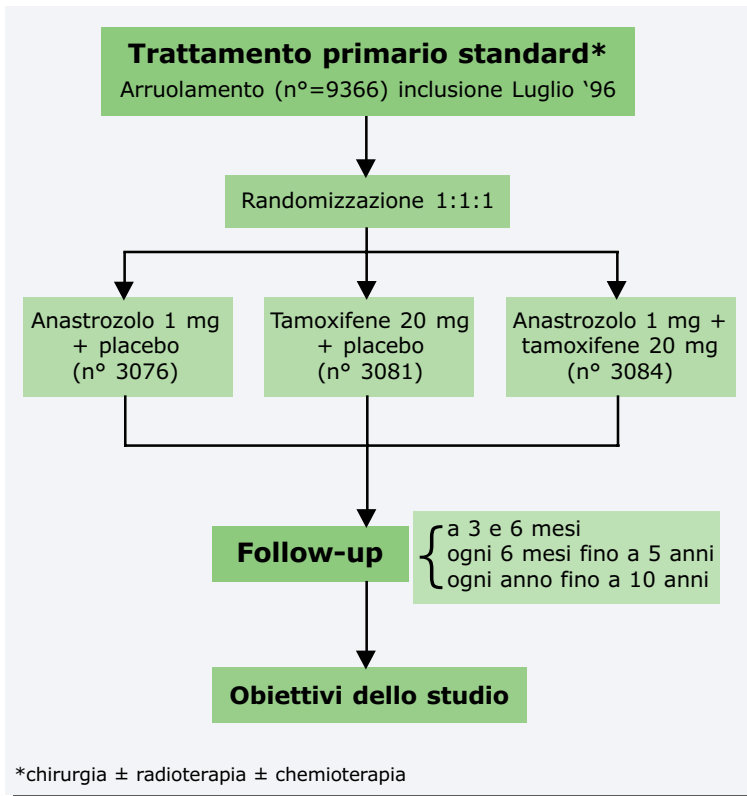 Trattamento primario standard*
Arruolamento (n°=9366) inclusione Luglio ‘96
Randomizzazione 1:1:1
Anastrozolo 1 mg
+ placebo
(n° 3076)
Tamoxifene 20 mg
+ placebo
(n° 3081)
Anastrozolo 1 mg +
tamoxifene 20 mg
(n° 3084)
Follow-up
a 3 e 6 mesi
ogni 6 mesi fino a 5 anni
ogni anno fino a 10 anni
Obiettivi dello studio
*chirurgia ± radioterapia ± chemioterapia